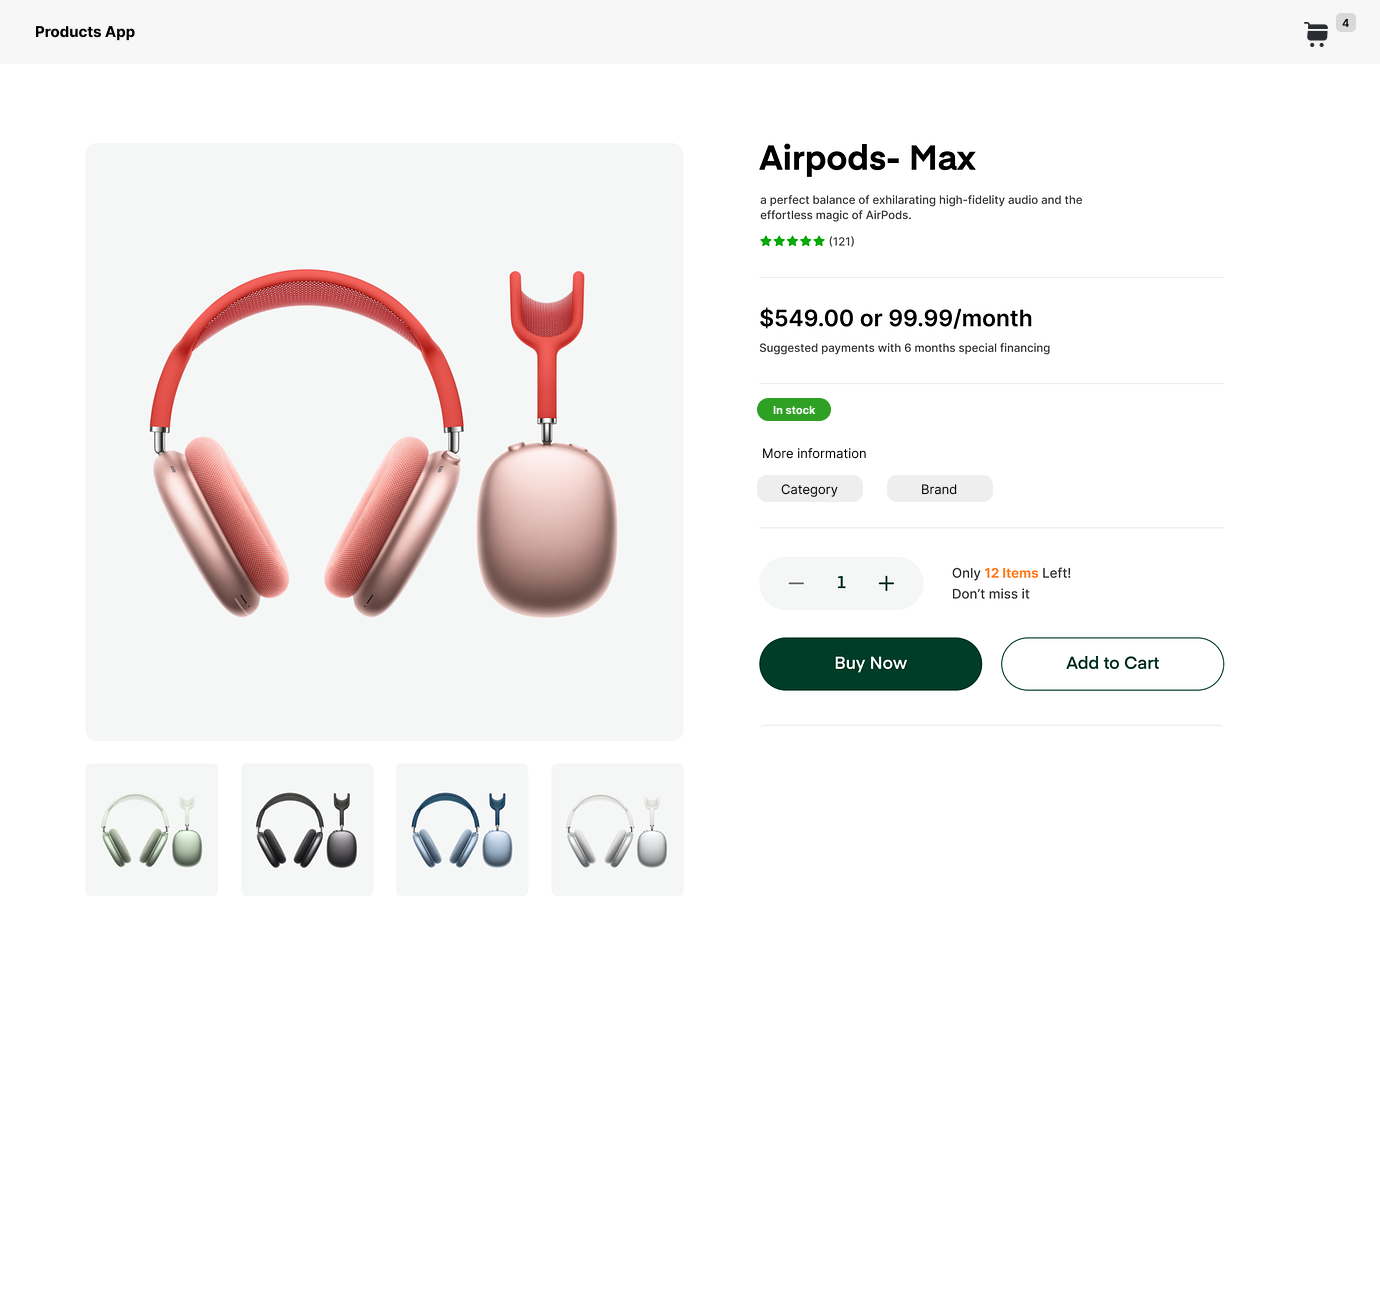 Products App
4
Airpods- Max
a perfect balance of exhilarating high-fidelity audio and the
effortless magic of AirPods.
(121)
$549.00 or 99.99/month
Suggested payments with 6 months special financing
In stock
More information
Category Brand
1
Only 12 Items Left!
Don’t miss it
Buy Now Add to Cart